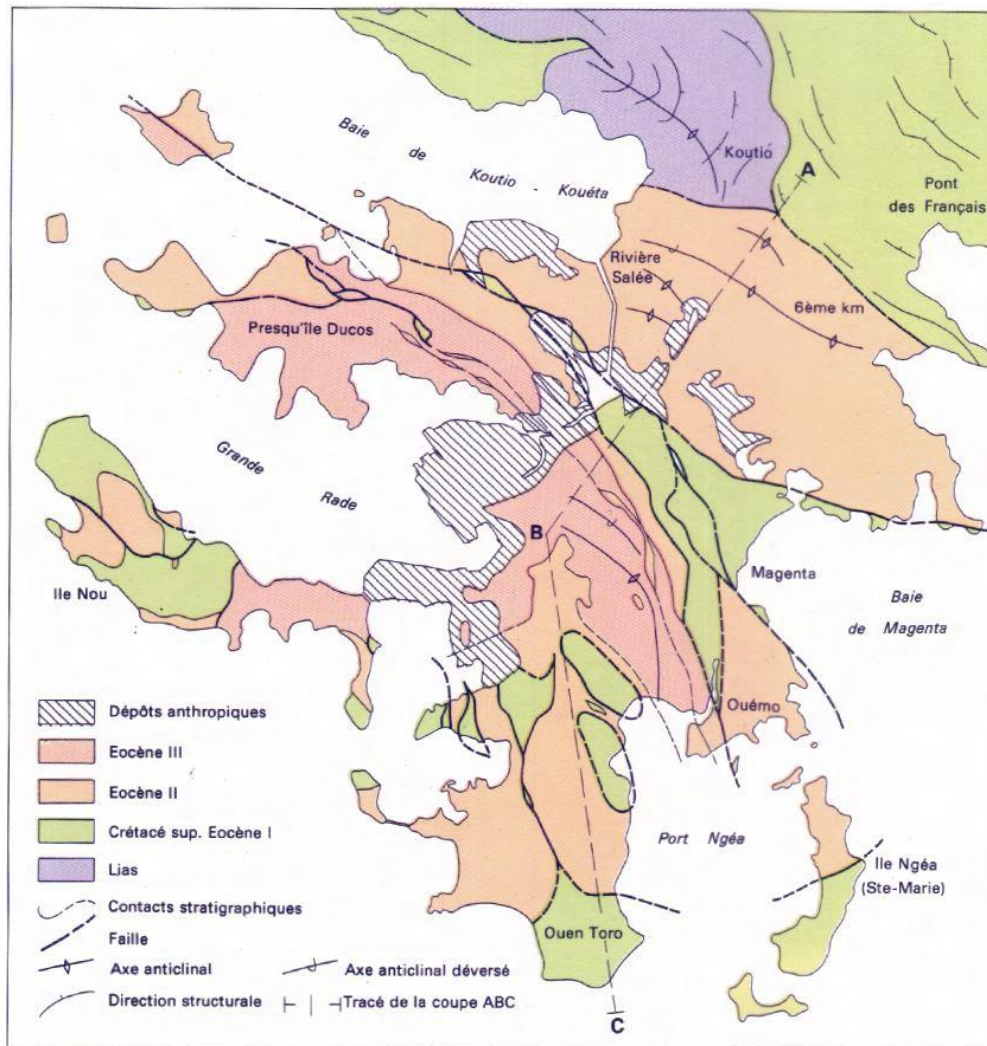 Baie
de
Koutio - Kouéta
Koutio
A
Pont
des Français
Rivière
Salée
6ème km
Presqu'île Ducos
Grande
Rade
B
Ile Nou
Magenta
Baie
de Magenta
Ouémo
Port Ngéa
Ile Ngéa
(Ste-Marie)
Ouen Toro
C
Dépôts anthropiques
Eocène III
Eocène II
Crétacé sup. Eocène I
Lias
Contacts stratigraphiques
Faille
Axe anticlinal
Axe anticlinal déversé
Direction structurale
Tracé de la coupe ABC